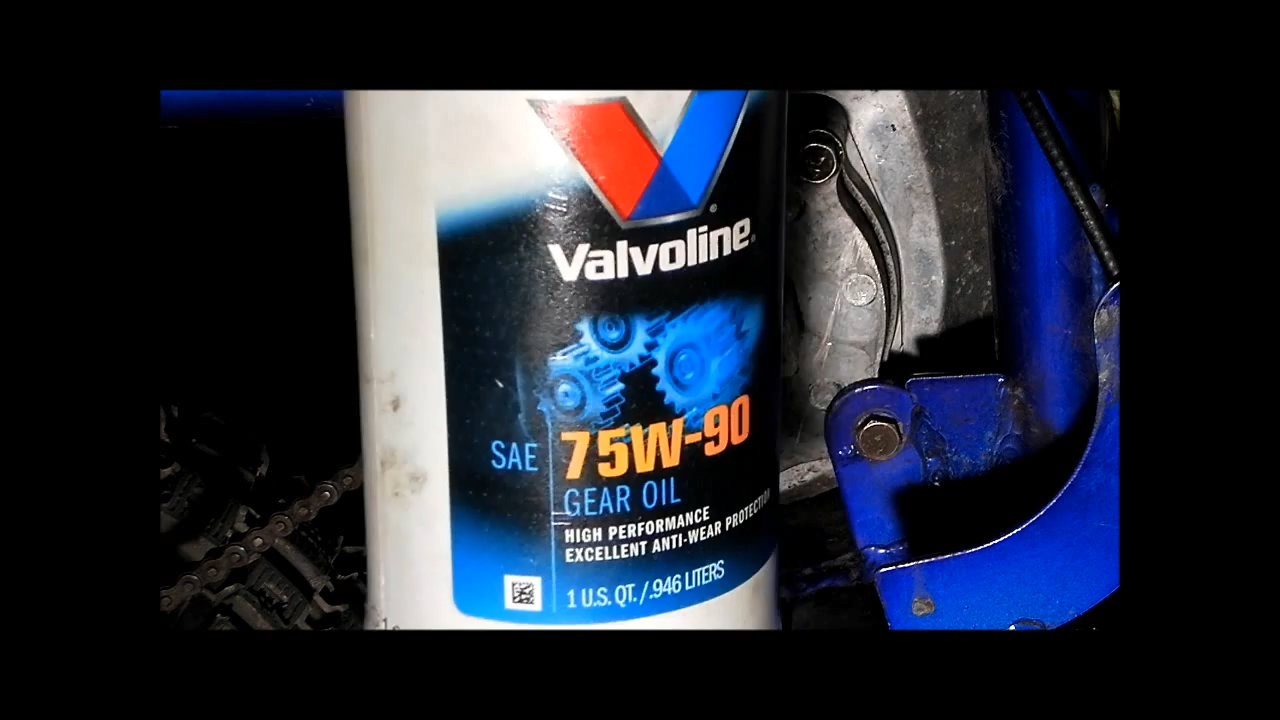 Valvoline
SAE 75W-90
GEAR OIL
HIGH PERFORMANCE
EXCELLENT ANTI-WEAR PROTECTION
1 U.S. QT. / .946 LITERS